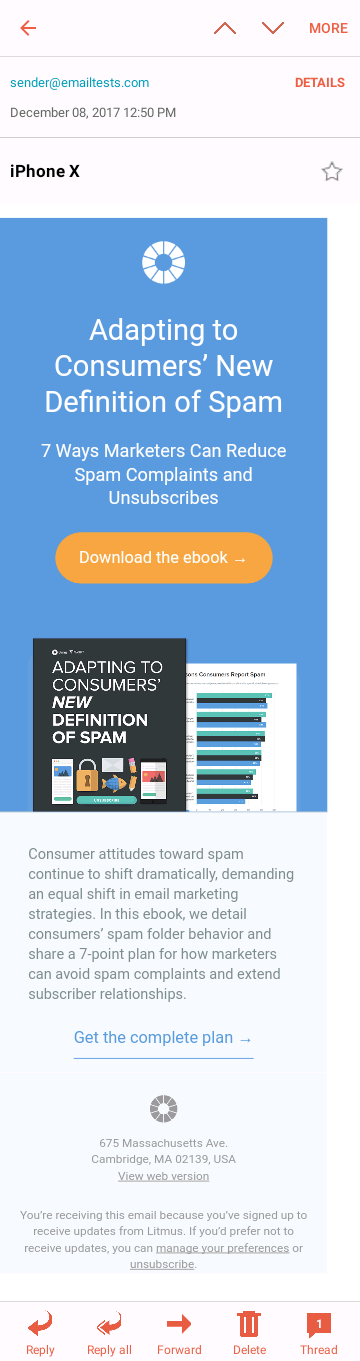 MORE
sender@emailtests.com
DETAILS
December 08, 2017 12:50 PM
iPhone X
Adapting to
Consumers’ New
Definition of Spam
7 Ways Marketers Can Reduce
Spam Complaints and
Unsubscribes
Download the ebook →
ADAPTING TO
CONSUMERS’
NEW
DEFINITION
OF SPAM
Consumers Report Spam
Consumer attitudes toward spam
continue to shift dramatically, demanding
an equal shift in email marketing
strategies. In this ebook, we detail
consumers’ spam folder behavior and
share a 7-point plan for how marketers
can avoid spam complaints and extend
subscriber relationships.
Get the complete plan →
675 Massachusetts Ave.
Cambridge, MA 02139, USA
View web version
You’re receiving this email because you’ve signed up to
receive updates from Litmus. If you’d prefer not to
receive updates, you can manage your preferences or
unsubscribe.
1
Reply
Reply all
Forward
Delete
Thread